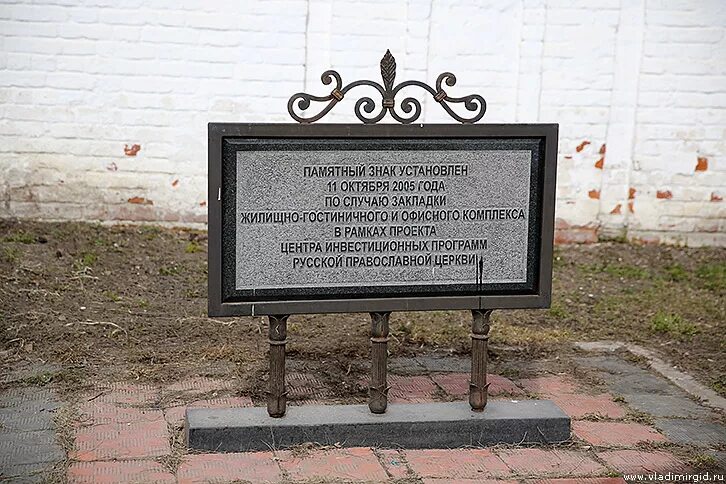 ПАМЯТНЫЙ ЗНАК УСТАНОВЛЕН
11 ОКТЯБРЯ 2005 ГОДА
ПО СЛУЧАЮ ЗАКЛАДКИ
ЖИЛИЩНО-ГОСТИНИЧНОГО И ОФИСНОГО КОМПЛЕКСА
В РАМКАХ ПРОЕКТА
ЦЕНТРА ИНВЕСТИЦИОННЫХ ПРОГРАММ
РУССКОЙ ПРАВОСЛАВНОЙ ЦЕРКВИ
www.vladimirgid.ru